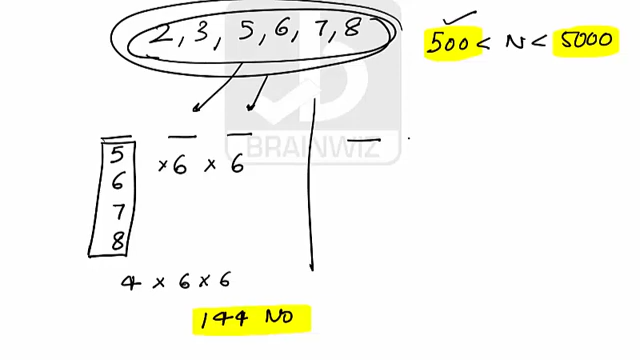 2, 3, 5, 6, 7, 8
500 < N < 5000
BRAINWIZ
5 × 6 × 6
6
7
8
4 × 6 × 6
144 NO